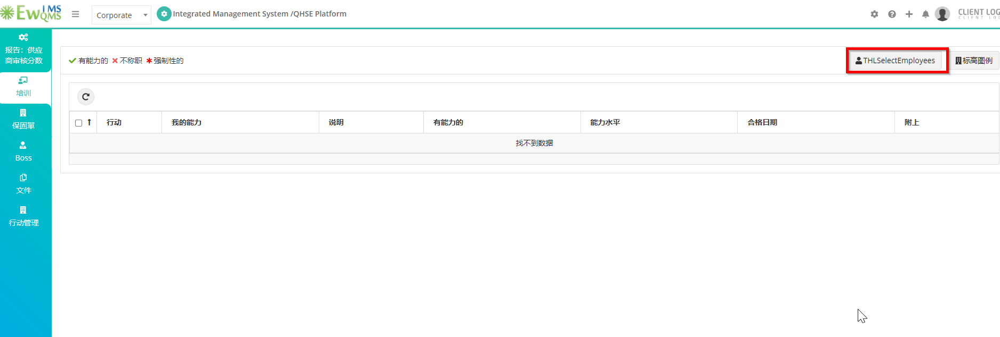 EwQMS IMS
Corporate
Integrated Management System /QHSE Platform
CLIENT LOG
CLIENT LOG
报告：供应
商审核分数
培训
保固單
Boss
文件
行动管理
有能力的 不称职 强制性的
THLSelectEmployees
标高图例
行动 我的能力 说明 有能力的 能力水平 合格日期 附上
找不到数据